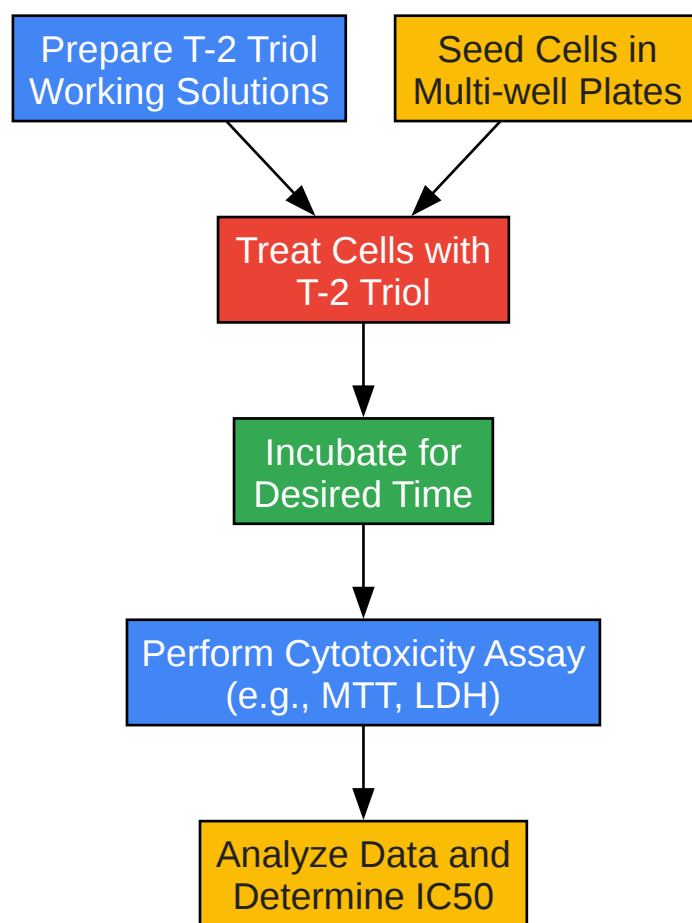 Prepare T-2 Triol
Working Solutions
Seed Cells in
Multi-well Plates
Treat Cells with
T-2 Triol
Incubate for
Desired Time
Perform Cytotoxicity Assay
(e.g., MTT, LDH)
Analyze Data and
Determine IC50